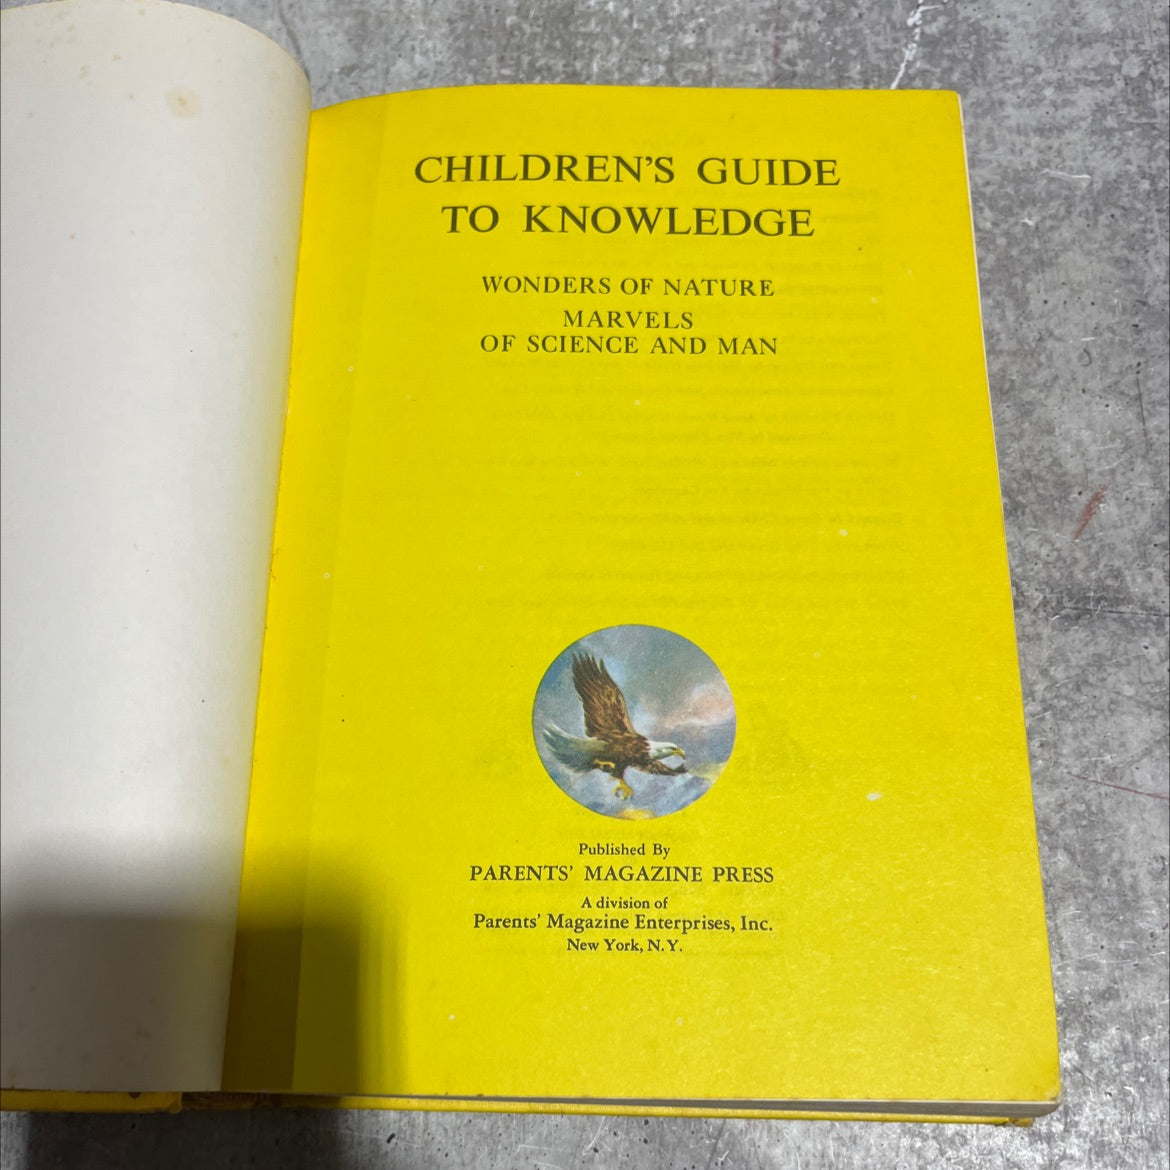 CHILDREN'S GUIDE
TO KNOWLEDGE
WONDERS OF NATURE
MARVELS
OF SCIENCE AND MAN
Published By
PARENTS' MAGAZINE PRESS
A division of
Parents' Magazine Enterprises, Inc.
New York, N.Y.